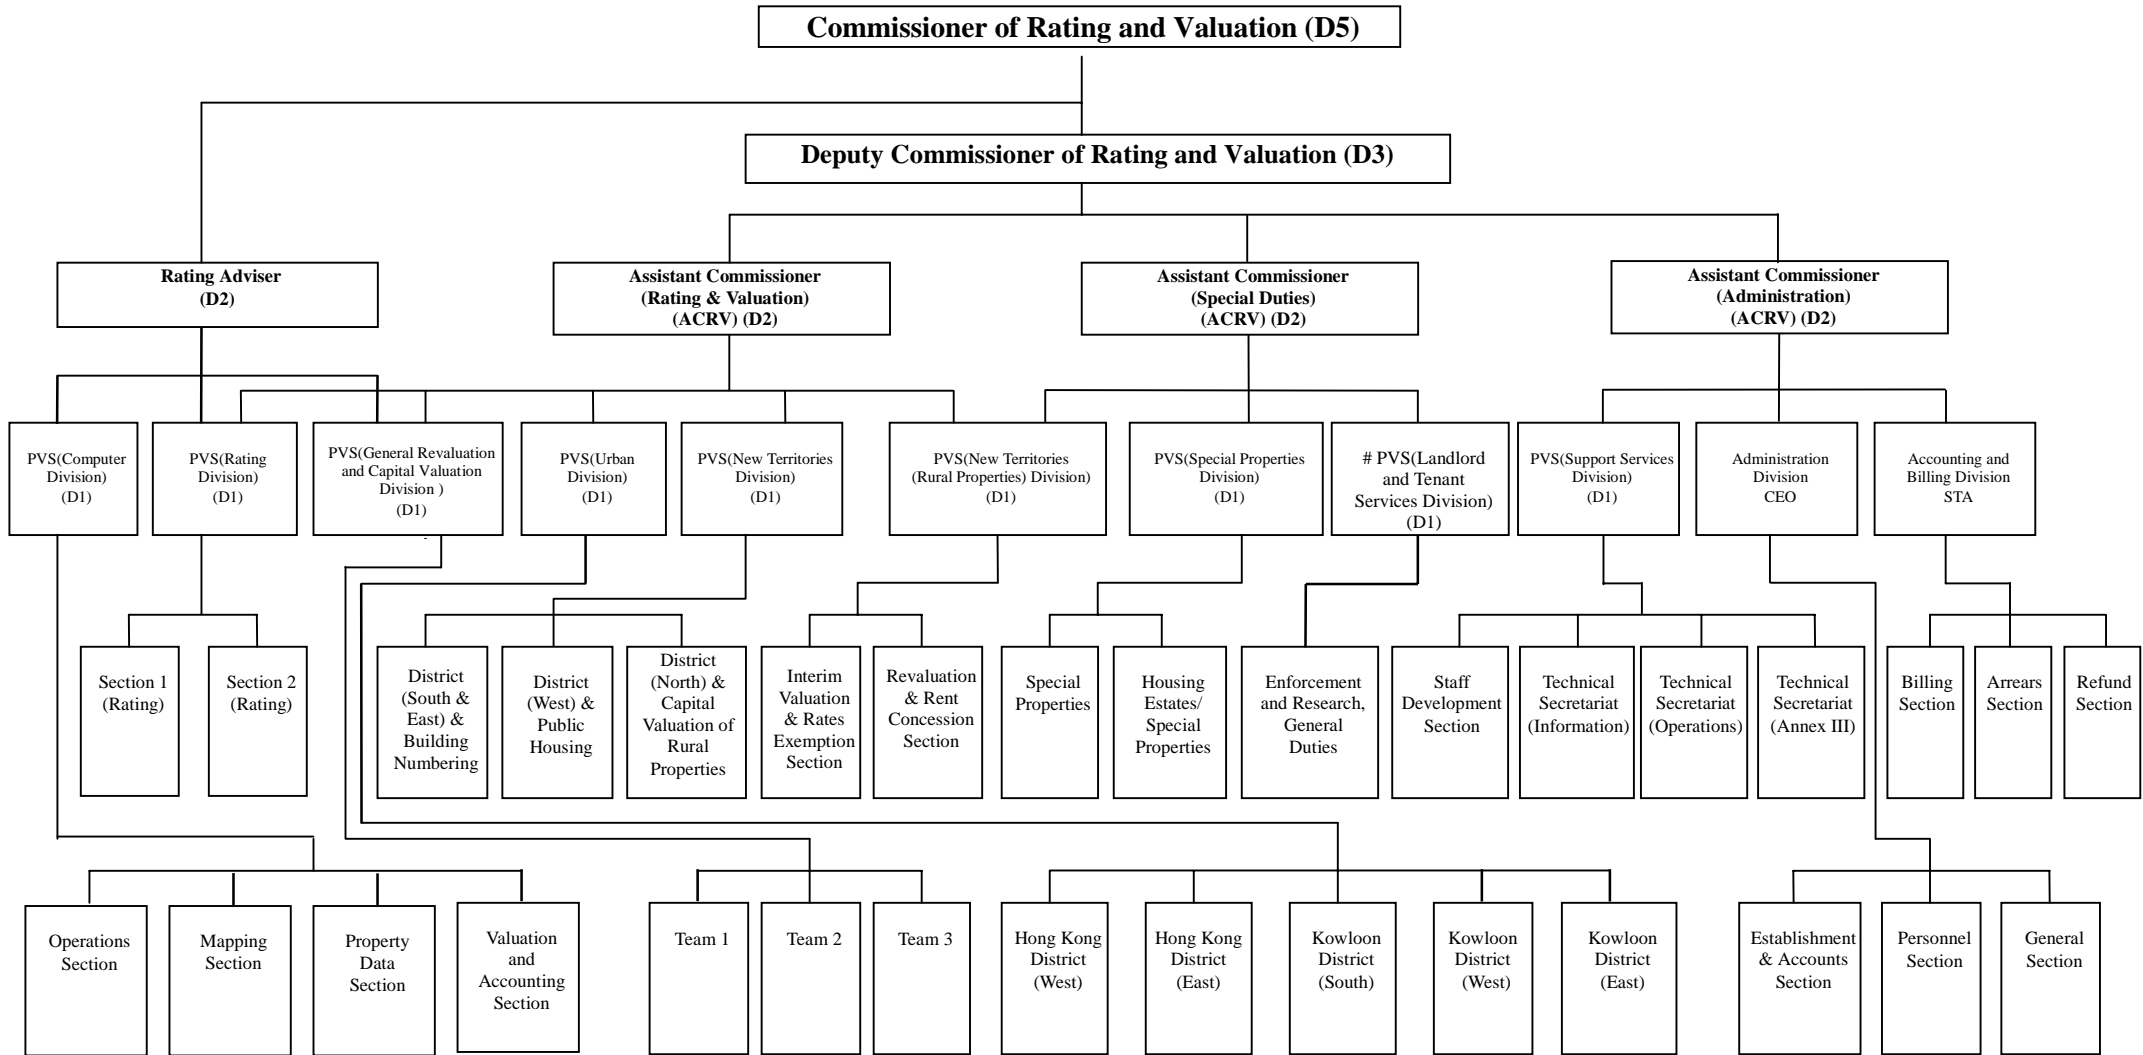 Commissioner of Rating and Valuation (D5)
Deputy Commissioner of Rating and Valuation (D3)
Rating Adviser
(D2)
Assistant Commissioner
(Rating & Valuation)
(ACRV) (D2)
Assistant Commissioner
(Special Duties)
(ACRV) (D2)
Assistant Commissioner
(Administration)
(ACRV) (D2)
PVS(Computer
Division)
(D1)
PVS(Rating
Division)
(D1)
PVS(General Revaluation
and Capital Valuation
Division )
(D1)
PVS(Urban
Division)
(D1)
PVS(New Territories
Division)
(D1)
PVS(New Territories
(Rural Properties) Division)
(D1)
PVS(Special Properties
Division)
(D1)
# PVS(Landlord
and Tenant
Services Division)
(D1)
PVS(Support Services
Division)
(D1)
Administration
Division
CEO
Accounting and
Billing Division
STA
Section 1
(Rating)
Section 2
(Rating)
District
(South &
East) &
Building
Numbering
District
(West) &
Public
Housing
District
(North) &
Capital
Valuation of
Rural
Properties
Interim
Valuation
& Rates
Exemption
Section
Revaluation
& Rent
Concession
Section
Special
Properties
Housing
Estates/
Special
Properties
Enforcement
and Research,
General
Duties
Staff
Development
Section
Technical
Secretariat
(Information)
Technical
Secretariat
(Operations)
Technical
Secretariat
(Annex III)
Billing
Section
Arrears
Section
Refund
Section
Operations
Section
Mapping
Section
Property
Data
Section
Valuation
and
Accounting
Section
Team 1
Team 2
Team 3
Hong Kong
District
(West)
Hong Kong
District
(East)
Kowloon
District
(South)
Kowloon
District
(West)
Kowloon
District
(East)
Establishment
& Accounts
Section
Personnel
Section
General
Section